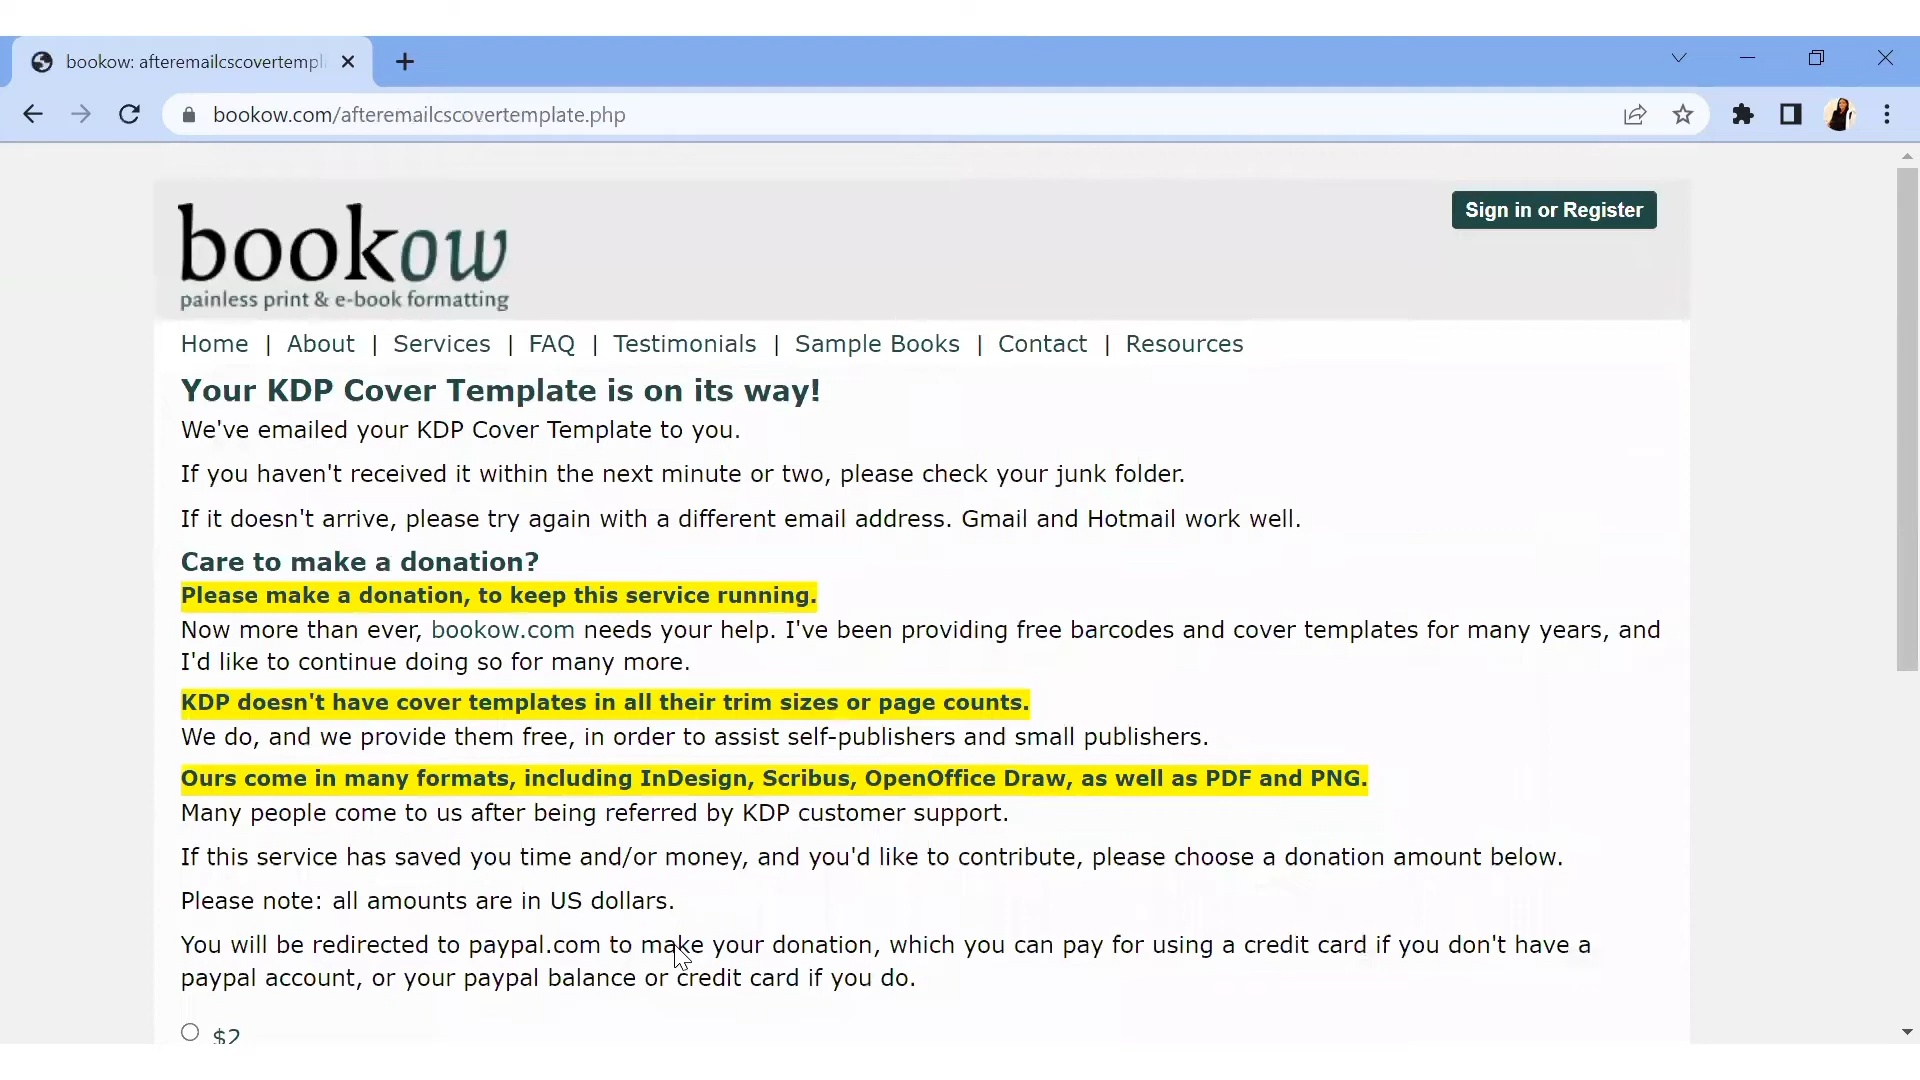 bookow: afteremailcscovertempl
bookow.com/afteremailcscovertemplate.php
Sign in or Register
bookow
painless print & e-book formatting
Home | About | Services | FAQ | Testimonials | Sample Books | Contact | Resources
Your KDP Cover Template is on its way!
We've emailed your KDP Cover Template to you.
If you haven't received it within the next minute or two, please check your junk folder.
If it doesn't arrive, please try again with a different email address. Gmail and Hotmail work well.
Care to make a donation?
Please make a donation, to keep this service running.
Now more than ever, bookow.com needs your help. I've been providing free barcodes and cover templates for many years, and
I'd like to continue doing so for many more.
KDP doesn't have cover templates in all their trim sizes or page counts.
We do, and we provide them free, in order to assist self-publishers and small publishers.
Ours come in many formats, including InDesign, Scribus, OpenOffice Draw, as well as PDF and PNG.
Many people come to us after being referred by KDP customer support.
If this service has saved you time and/or money, and you'd like to contribute, please choose a donation amount below.
Please note: all amounts are in US dollars.
You will be redirected to paypal.com to make your donation, which you can pay for using a credit card if you don't have a
paypal account, or your paypal balance or credit card if you do.
$2